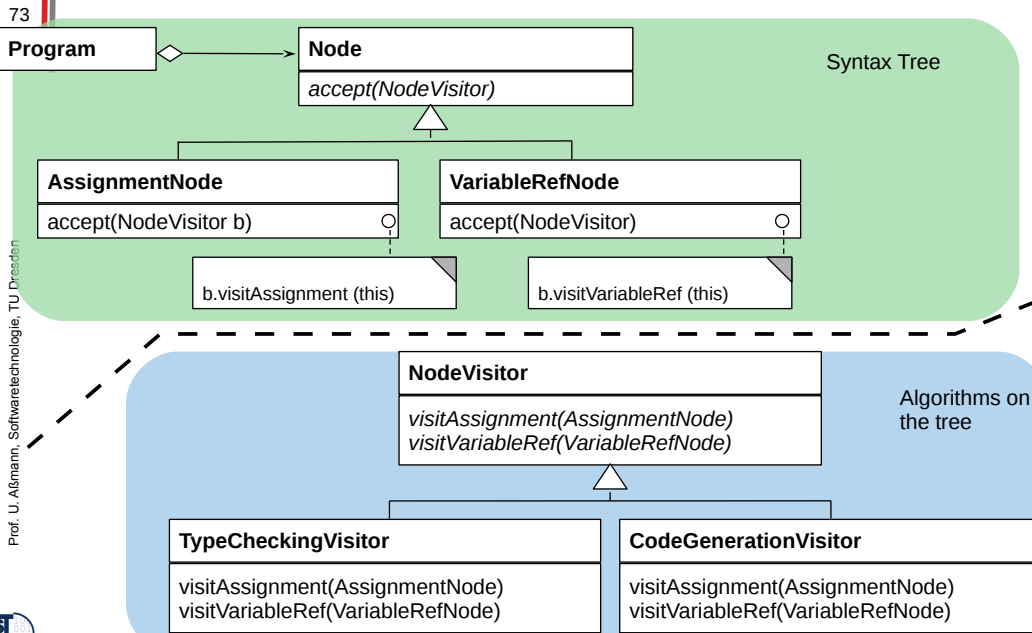 73
Program
Node
accept(NodeVisitor)
Syntax Tree
AssignmentNode
accept(NodeVisitor b)
VariableRefNode
accept(NodeVisitor)
b.visitAssignment (this)
b.visitVariableRef (this)
Prof. U. Aßmann, Softwaretechnologie, TU Dresden
NodeVisitor
visitAssignment(AssignmentNode)
visitVariableRef(VariableRefNode)
Algorithms on
the tree
TypeCheckingVisitor
visitAssignment(AssignmentNode)
visitVariableRef(VariableRefNode)
CodeGenerationVisitor
visitAssignment(AssignmentNode)
visitVariableRef(VariableRefNode)